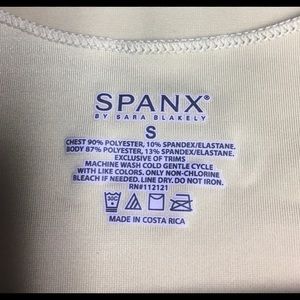 SPANX®
BY SARA BLAKELY
S
CHEST 90% POLYESTER, 10% SPANDEX/ELASTANE.
BODY 87% POLYESTER, 13% SPANDEX/ELASTANE.
EXCLUSIVE OF TRIMS
MACHINE WASH COLD GENTLE CYCLE
WITH LIKE COLORS. ONLY NON-CHLORINE
BLEACH IF NEEDED. LINE DRY. DO NOT IRON.
RN#112121
30C
MADE IN COSTA RICA